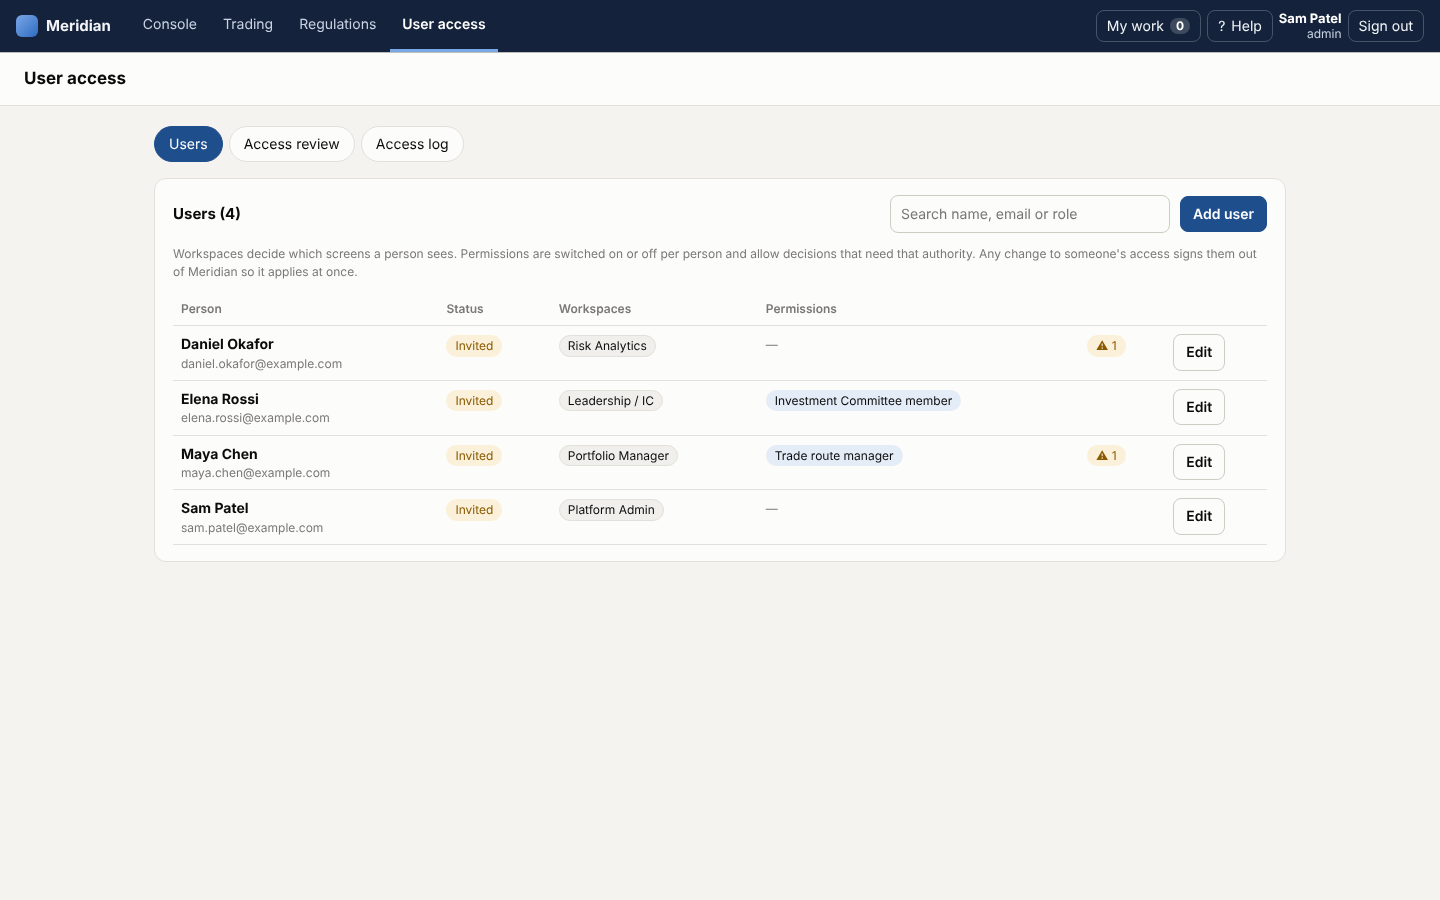 Meridian
Console
Trading
Regulations
User access
My work 0
? Help
Sam Patel
admin
Sign out
User access
Users
Access review
Access log
Users (4)
Search name, email or role
Add user
Workspaces decide which screens a person sees. Permissions are switched on or off per person and allow decisions that need that authority. Any change to someone's access signs them out
of Meridian so it applies at once.
Person Status Workspaces Permissions
Daniel Okafor Invited Risk Analytics — ⚠ 1 Edit
daniel.okafor@example.com
Elena Rossi Invited Leadership / IC Investment Committee member Edit
elena.rossi@example.com
Maya Chen Invited Portfolio Manager Trade route manager ⚠ 1 Edit
maya.chen@example.com
Sam Patel Invited Platform Admin — Edit
sam.patel@example.com